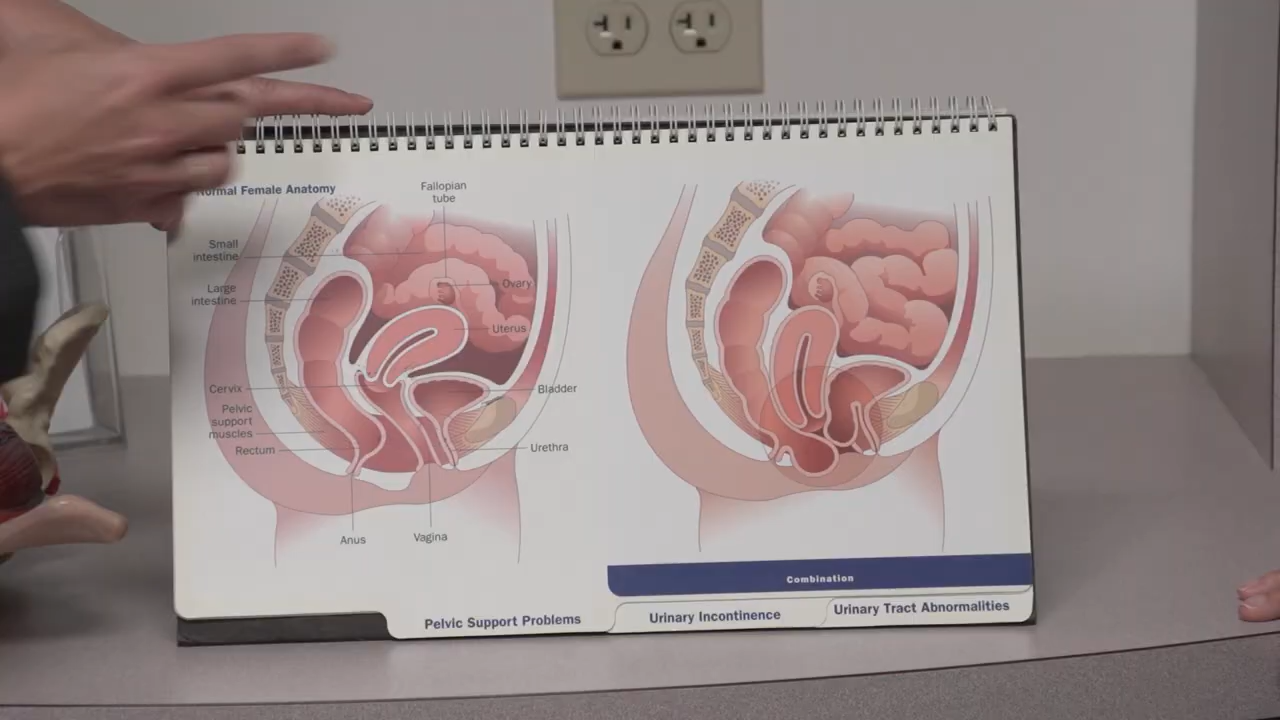 Normal Female Anatomy
Fallopian
tube
Small
intestine
Large
intestine
Ovary
Uterus
Cervix
Bladder
Pelvic
support
muscles
Rectum
Urethra
Anus
Vagina
Combination
Pelvic Support Problems
Urinary Incontinence
Urinary Tract Abnormalities